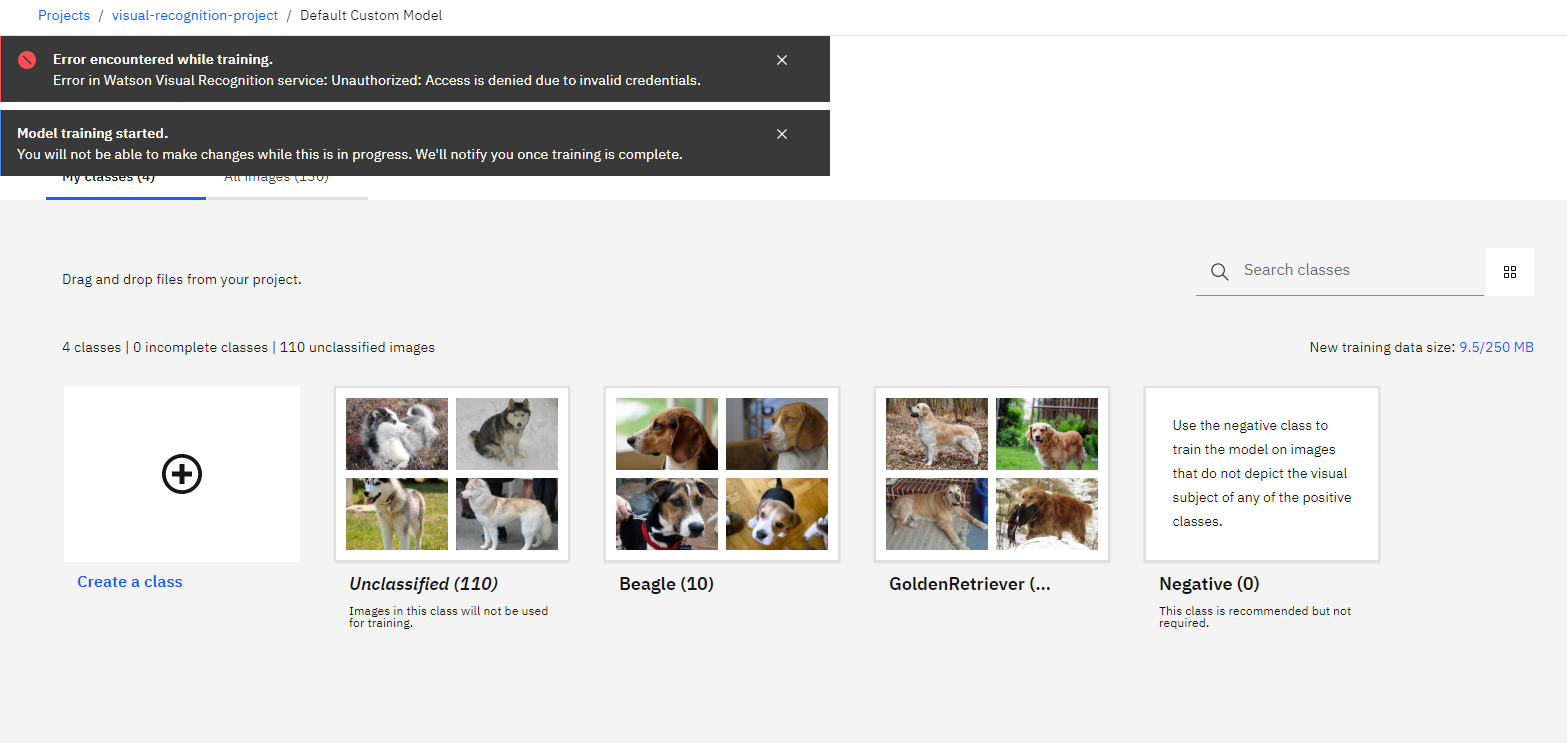 Projects / visual-recognition-project / Default Custom Model
Error encountered while training.
Error in Watson Visual Recognition service: Unauthorized: Access is denied due to invalid credentials.
Model training started.
You will not be able to make changes while this is in progress. We'll notify you once training is complete.
My classes (4) All images (130)
Drag and drop files from your project.
Search classes
4 classes | 0 incomplete classes | 110 unclassified images
New training data size: 9.5/250 MB
Create a class
Unclassified (110)
Images in this class will not be used
for training.
Beagle (10)
GoldenRetriever (...
Use the negative class to
train the model on images
that do not depict the visual
subject of any of the positive
classes.
Negative (0)
This class is recommended but not
required.